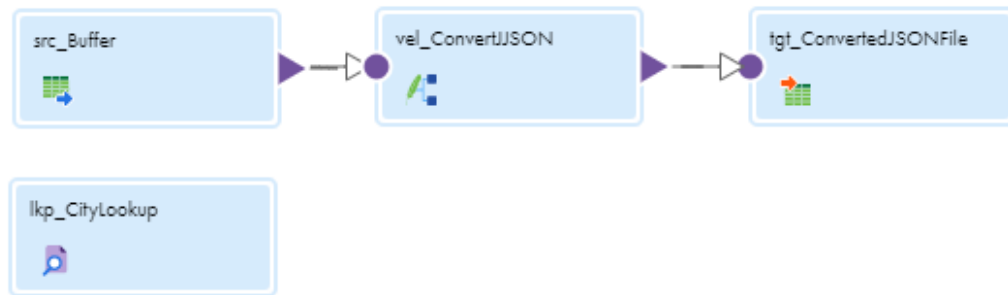 src_Buffer
vel_ConvertJJSON
tgt_ConvertedJSONFile
lkp_CityLookup